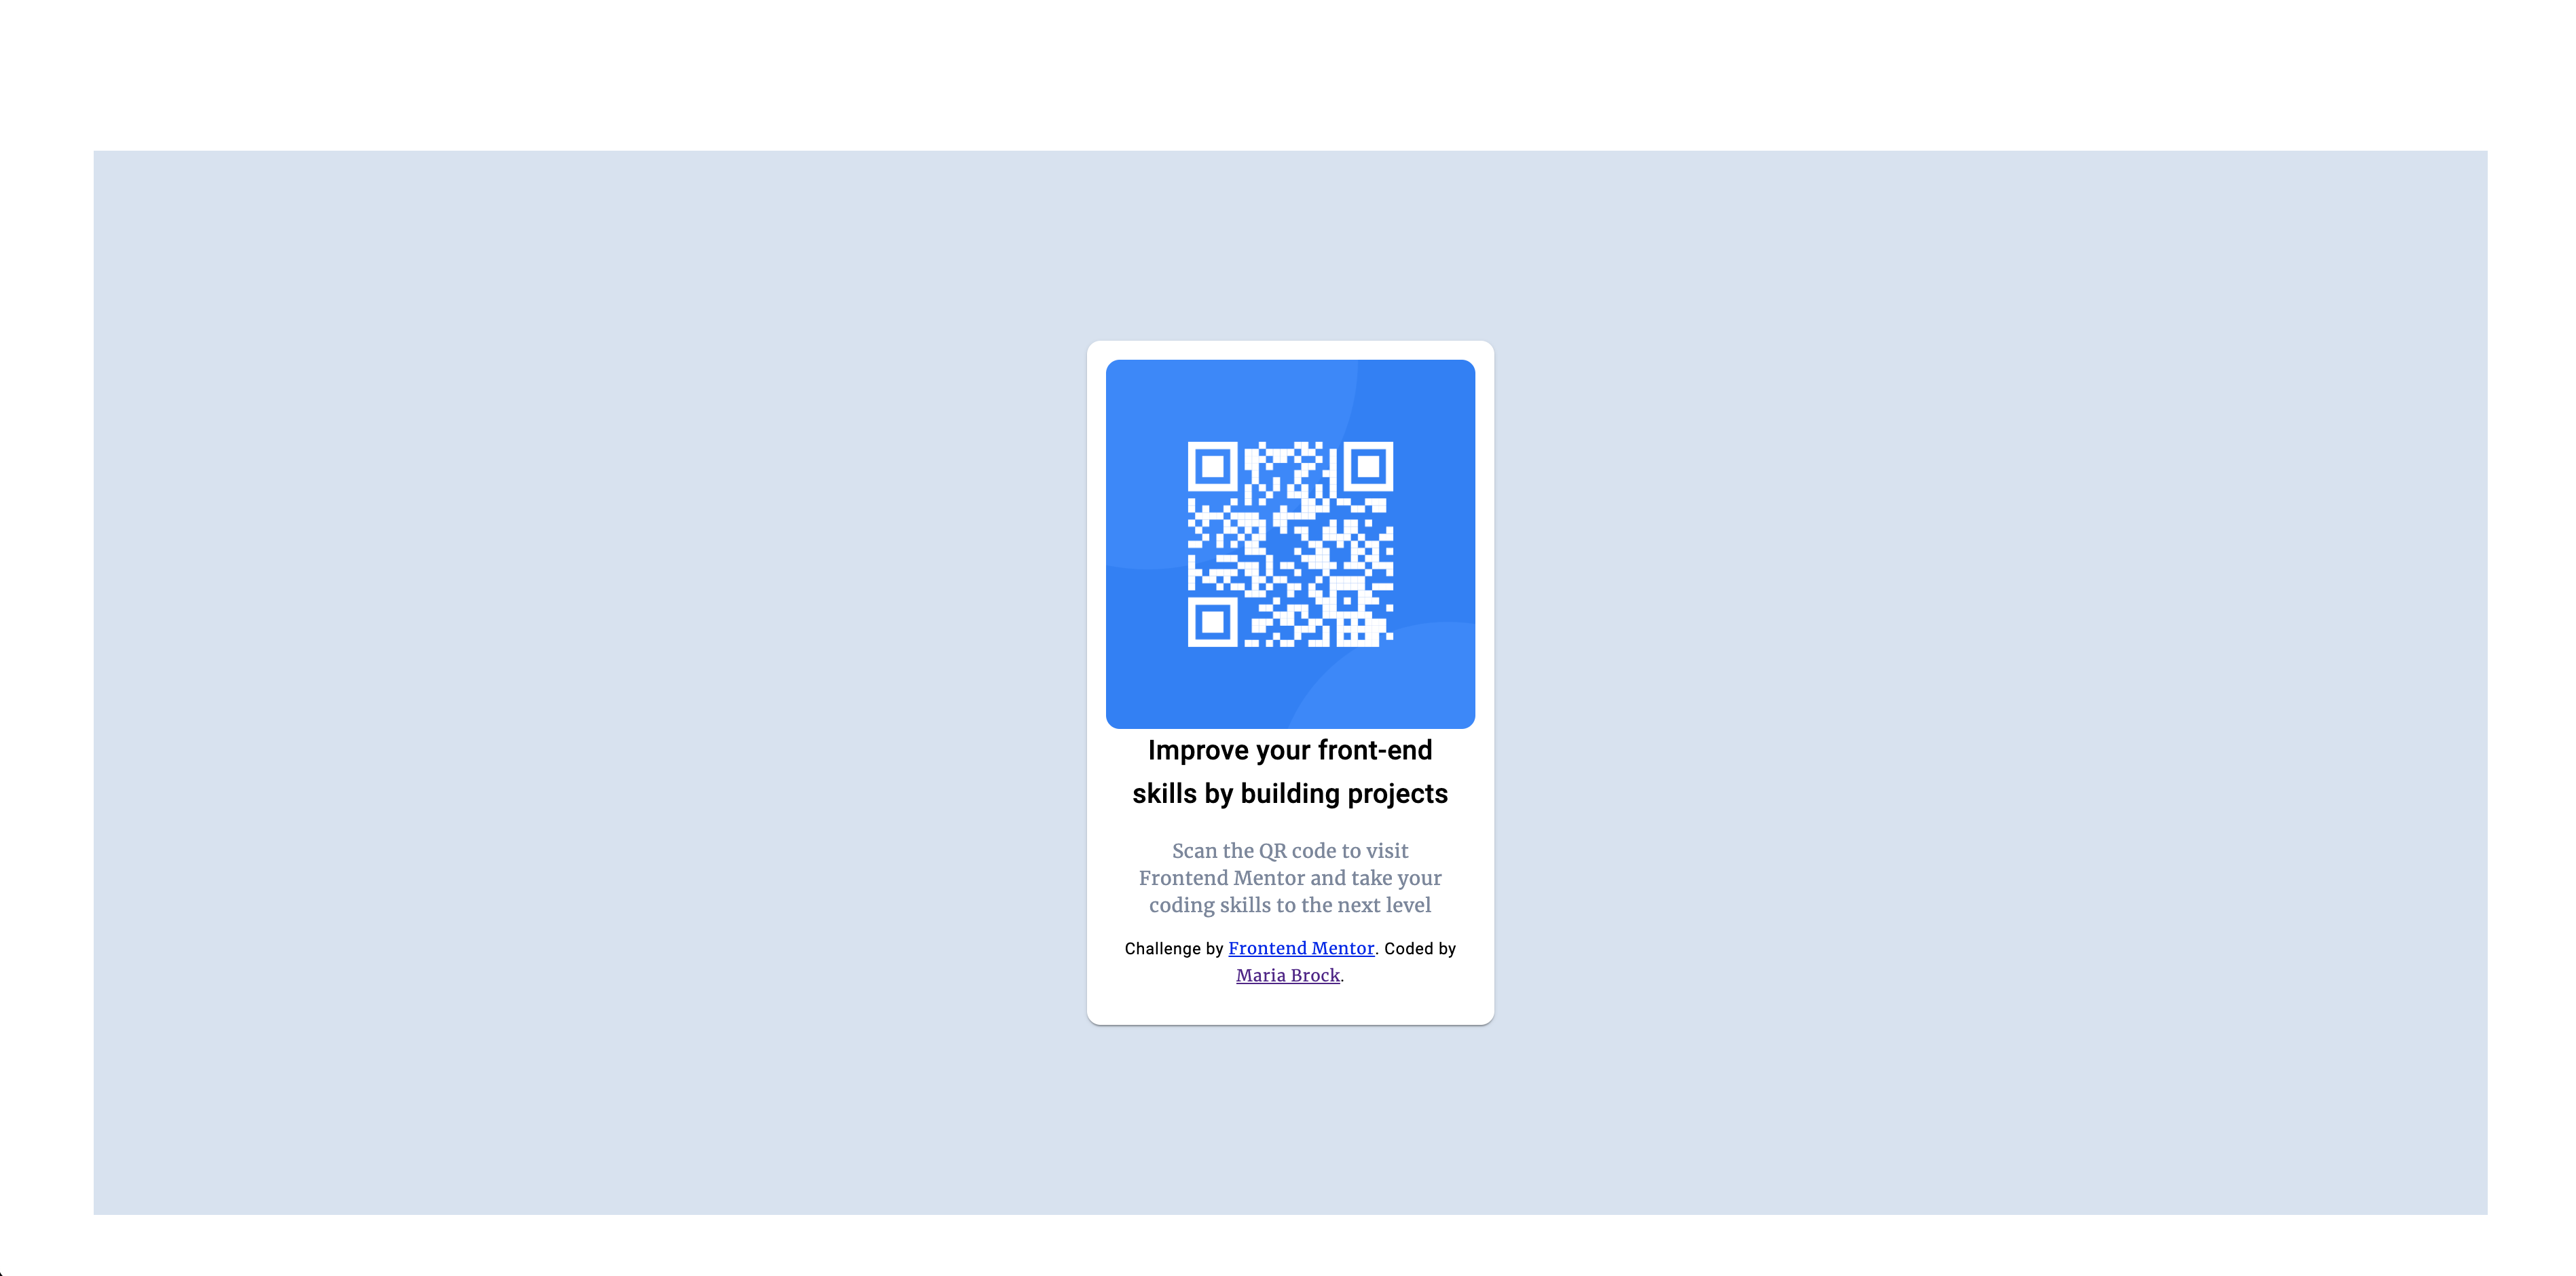 Improve your front-end
skills by building projects
Scan the QR code to visit
Frontend Mentor and take your
coding skills to the next level
Challenge by Frontend Mentor. Coded by
Maria Brock.